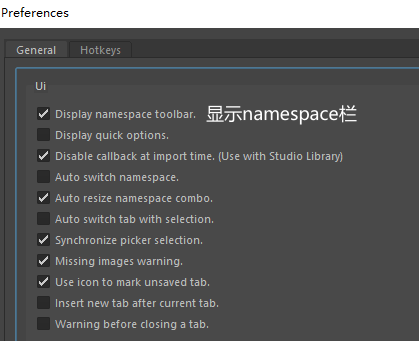 Preferences
General Hotkeys
Ui
Display namespace toolbar. 显示namespace栏
Display quick options.
Disable callback at import time. (Use with Studio Library)
Auto switch namespace.
Auto resize namespace combo.
Auto switch tab with selection.
Synchronize picker selection.
Missing images warning.
Use icon to mark unsaved tab.
Insert new tab after current tab.
Warning before closing a tab.